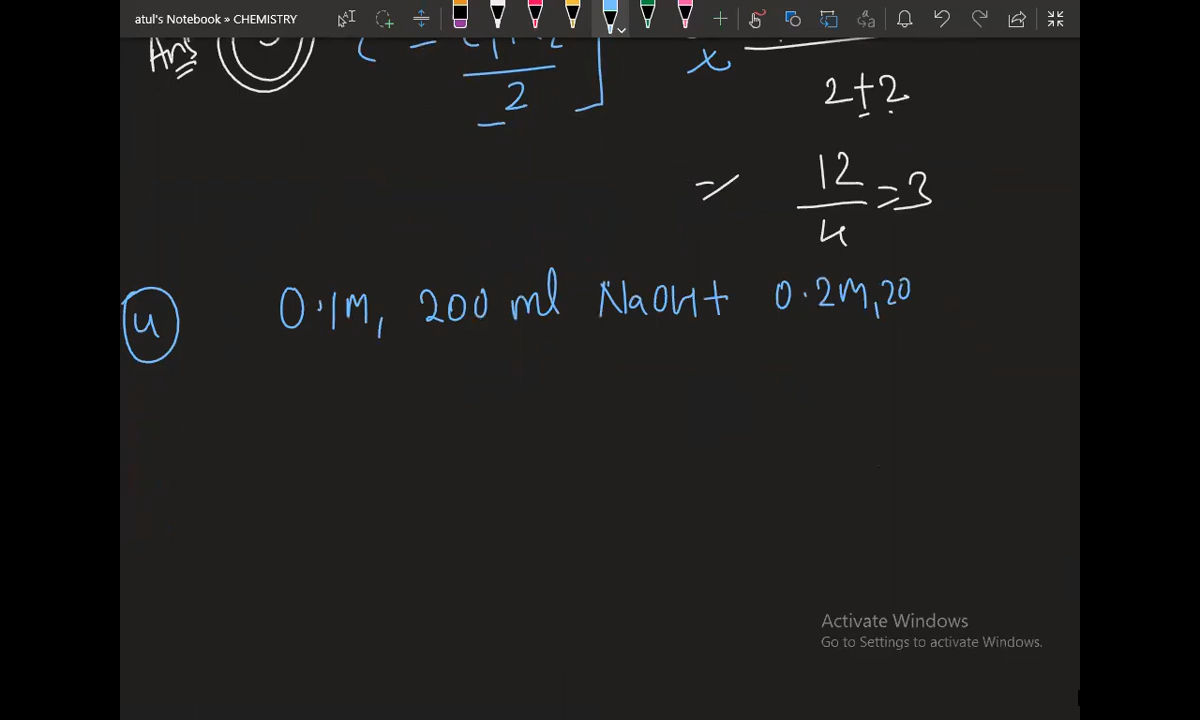 atul's Notebook » CHEMISTRY
Ans
2
x
2+2
=> 12/4 = 3
4 0.1M, 200 ml NaOH + 0.2M, 20
Activate Windows
Go to Settings to activate Windows.